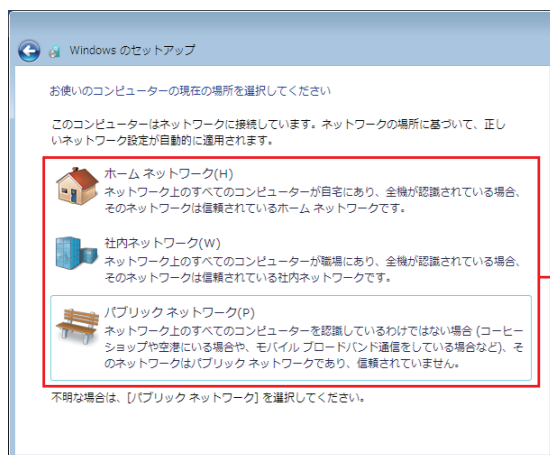 Windows のセットアップ
お使いのコンピューターの現在の場所を選択してください
このコンピューターはネットワークに接続しています。ネットワークの場所に基づいて、正し
いネットワーク設定が自動的に適用されます。
ホーム ネットワーク(H)
ネットワーク上のすべてのコンピューターが自宅にあり、全機が認識されている場合、
そのネットワークは信頼されているホーム ネットワークです。
社内ネットワーク(W)
ネットワーク上のすべてのコンピューターが職場にあり、全機が認識されている場合、
そのネットワークは信頼されている社内ネットワークです。
パブリック ネットワーク(P)
ネットワーク上のすべてのコンピューターを認識しているわけではない場合 (コーヒー
ショップや空港にいる場合や、モバイル ブロードバンド通信をしている場合など)、そ
のネットワークはパブリック ネットワークであり、信頼されていません。
不明な場合は、[パブリック ネットワーク] を選択してください。